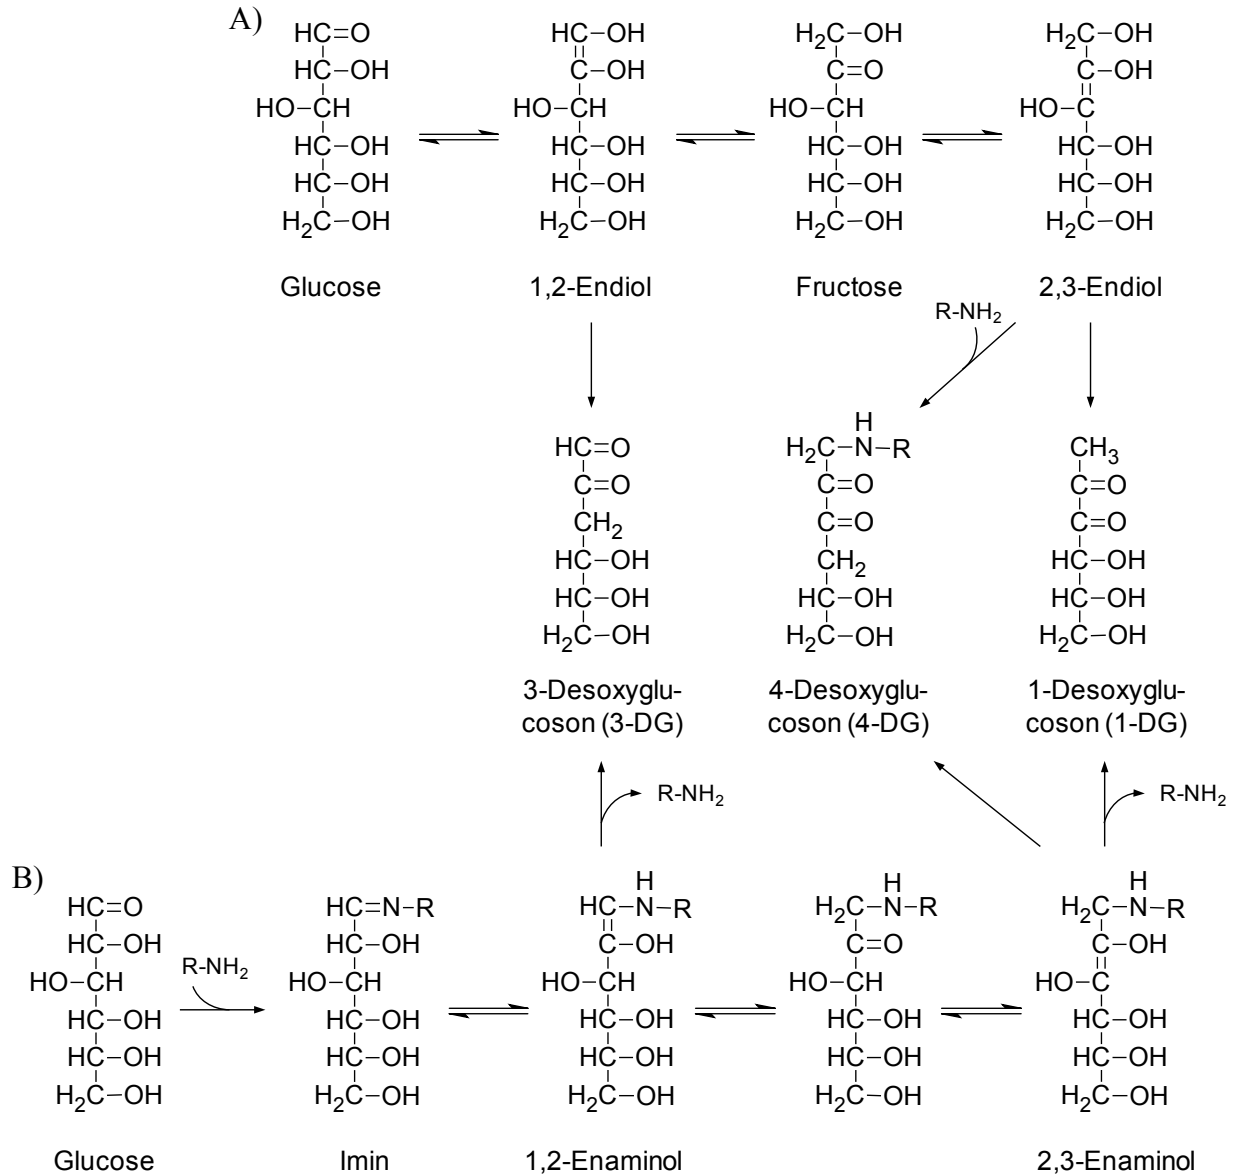 A)
HC=O
HC-OH
HO-CH
HC-OH
HC-OH
H2C-OH
Glucose
HC-OH
C-OH
HO-CH
HC-OH
HC-OH
H2C-OH
1,2-Endiol
H2C-OH
C=O
HO-CH
HC-OH
HC-OH
H2C-OH
Fructose
H2C-OH
C-OH
HO-C
HC-OH
HC-OH
H2C-OH
2,3-Endiol
R-NH2
HC=O
C=O
CH2
HC-OH
HC-OH
H2C-OH
3-Desoxyglu-
coson (3-DG)
H
H2C-N-R
C=O
C=O
CH2
HC-OH
H2C-OH
4-Desoxyglu-
coson (4-DG)
CH3
C=O
C=O
HC-OH
HC-OH
H2C-OH
1-Desoxyglu-
coson (1-DG)
R-NH2
R-NH2
B)
HC=O
HC-OH
HO-CH
HC-OH
HC-OH
H2C-OH
Glucose
R-NH2
HC=N-R
HC-OH
HO-CH
HC-OH
HC-OH
H2C-OH
Imin
H
HC-N-R
C-OH
HO-CH
HC-OH
HC-OH
H2C-OH
1,2-Enaminol
H
H2C-N-R
C=O
HO-CH
HC-OH
HC-OH
H2C-OH
H
H2C-N-R
C-OH
HO-C
HC-OH
HC-OH
H2C-OH
2,3-Enaminol